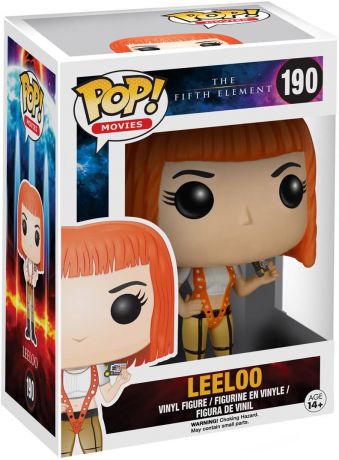 POP!
MOVIES
THE
FIFTH ELEMENT
190
LEELOO
190
LEELOO
VINYL FIGURE / FIGURINE EN VINYLE /
FIGURA DE VINIL
WARNING! Choking Hazard.
May contain small parts.
AGE
14+